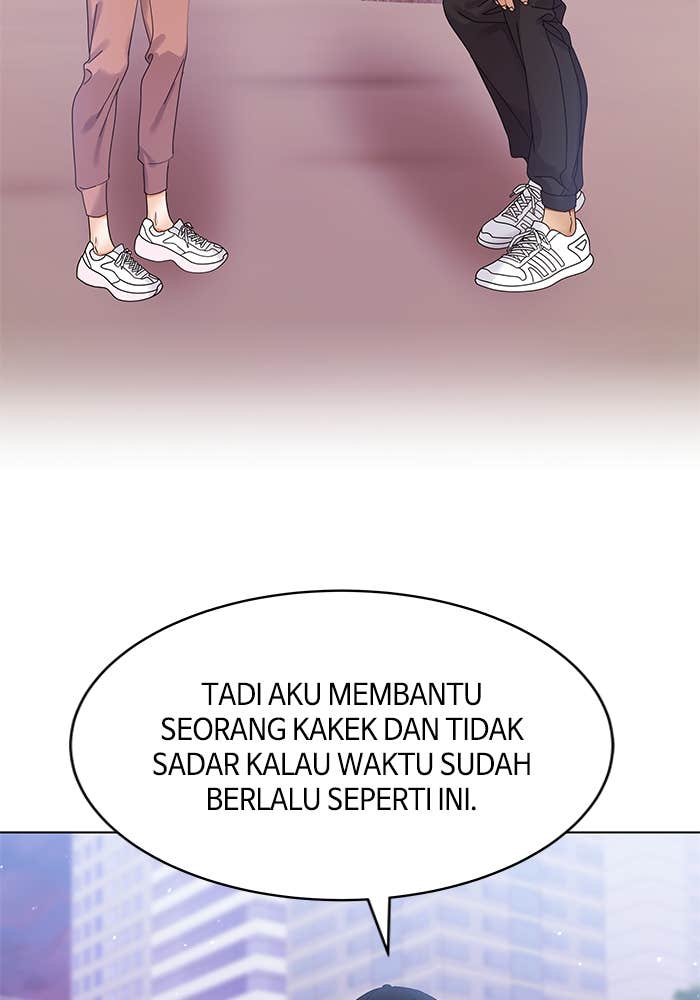 TADI AKU MEMBANTU
SEORANG KAKEK DAN TIDAK
SADAR KALAU WAKTU SUDAH
BERLALU SEPERTI INI.